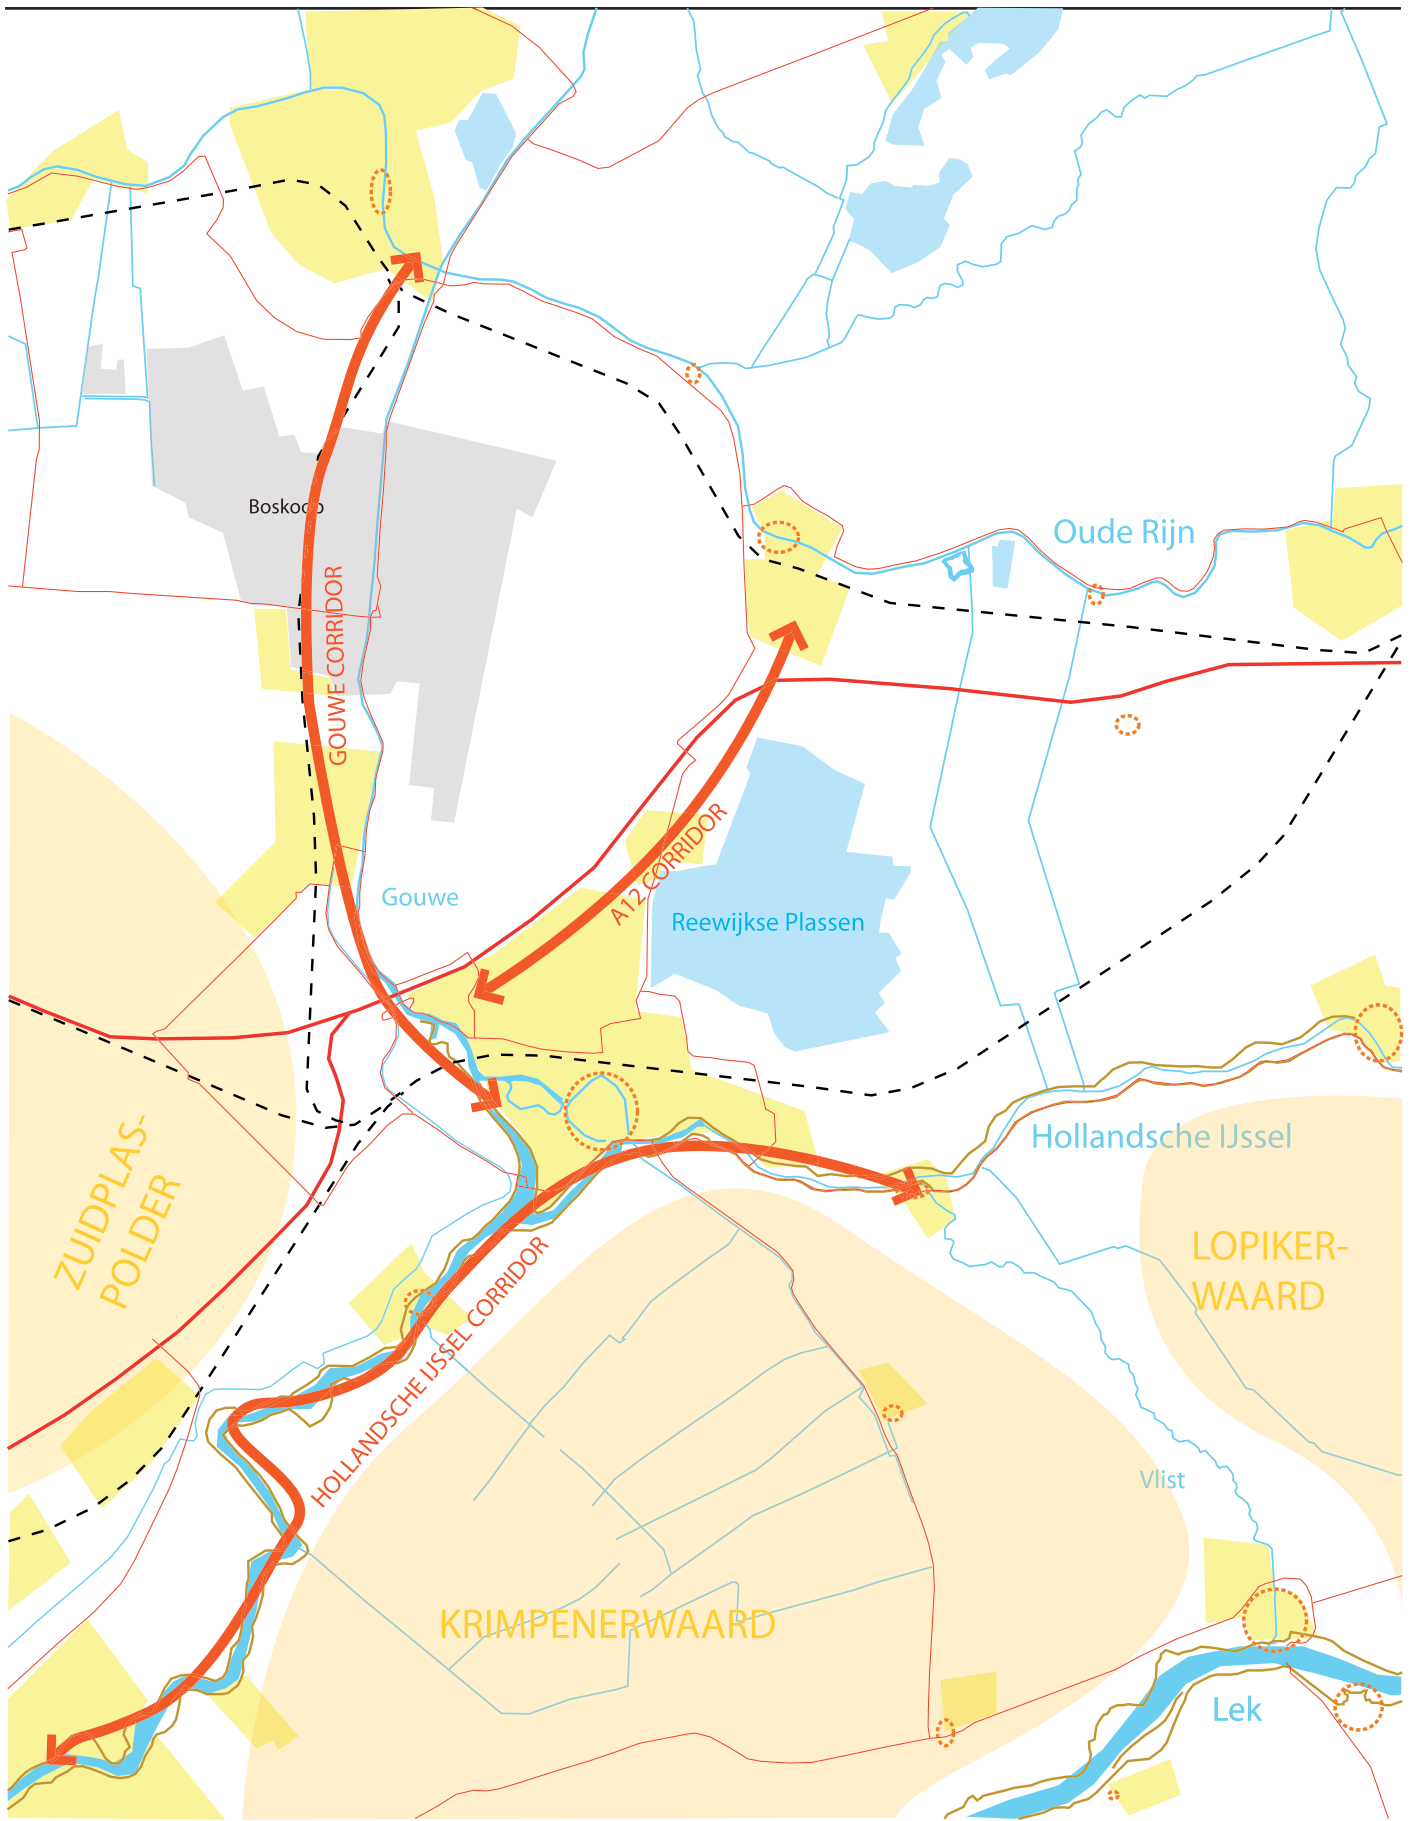 Boskoop
Oude Rijn
GOUWE CORRIDOR
A12 CORRIDOR
Gouwe
Reewijkse Plassen
Hollandsche IJssel
ZUIDPLAS-
POLDER
LOPIKER-
WAARD
HOLLANDSCHE IJSSEL CORRIDOR
Vlist
KRIMPENERWAARD
Lek